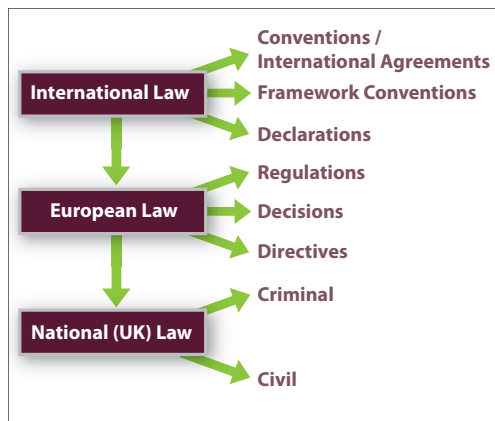 Conventions /
International Agreements
International Law
Framework Conventions
Declarations
Regulations
European Law
Decisions
Directives
Criminal
National (UK) Law
Civil